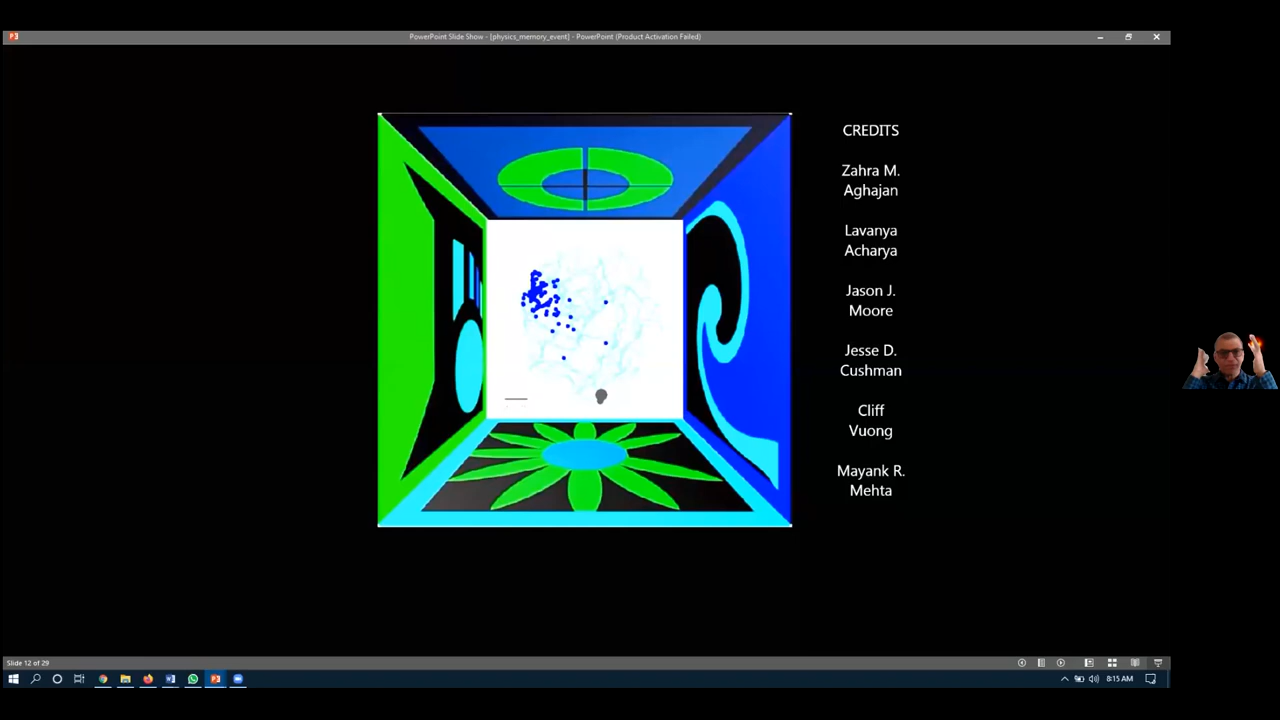 PowerPoint Slide Show - [physics_memory_event] - PowerPoint (Product Activation Failed)
CREDITS
Zahra M.
Aghajan
Lavanya
Acharya
Jason J.
Moore
Jesse D.
Cushman
Cliff
Vuong
Mayank R.
Mehta
Slide 12 of 29
8:15 AM